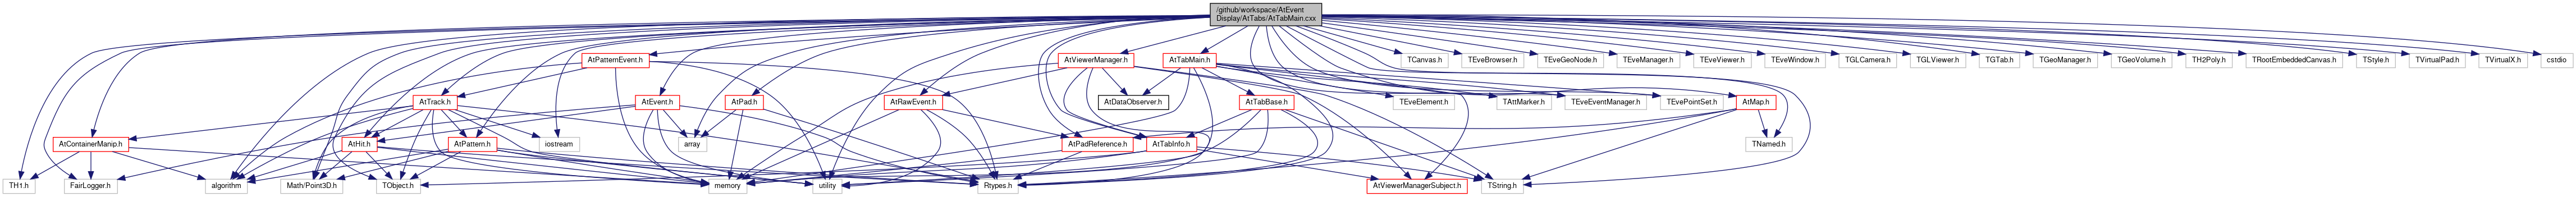 /github/workspace/AtEvent
Display/AtTabs/AtTabMain.cxx
AtPatternEvent.h
AtViewerManager.h
AtTabMain.h
TCanvas.h
TEveBrowser.h
TEveGeoNode.h
TEveManager.h
TEveViewer.h
TEveWindow.h
TGLCamera.h
TGLViewer.h
TGTab.h
TGeoManager.h
TGeoVolume.h
TH2Poly.h
TRootEmbeddedCanvas.h
TStyle.h
TVirtualPad.h
TVirtualX.h
cstdio
AtTrack.h
AtEvent.h
AtPad.h
AtRawEvent.h
AtDataObserver.h
AtTabBase.h
TEveElement.h
TAttMarker.h
TEveEventManager.h
TEvePointSet.h
AtMap.h
AtContainerManip.h
AtHit.h
AtPattern.h
iostream
array
AtPadReference.h
AtTabInfo.h
TNamed.h
TH1.h
FairLogger.h
algorithm
Math/Point3D.h
TObject.h
memory
utility
Rtypes.h
AtViewerManagerSubject.h
TString.h